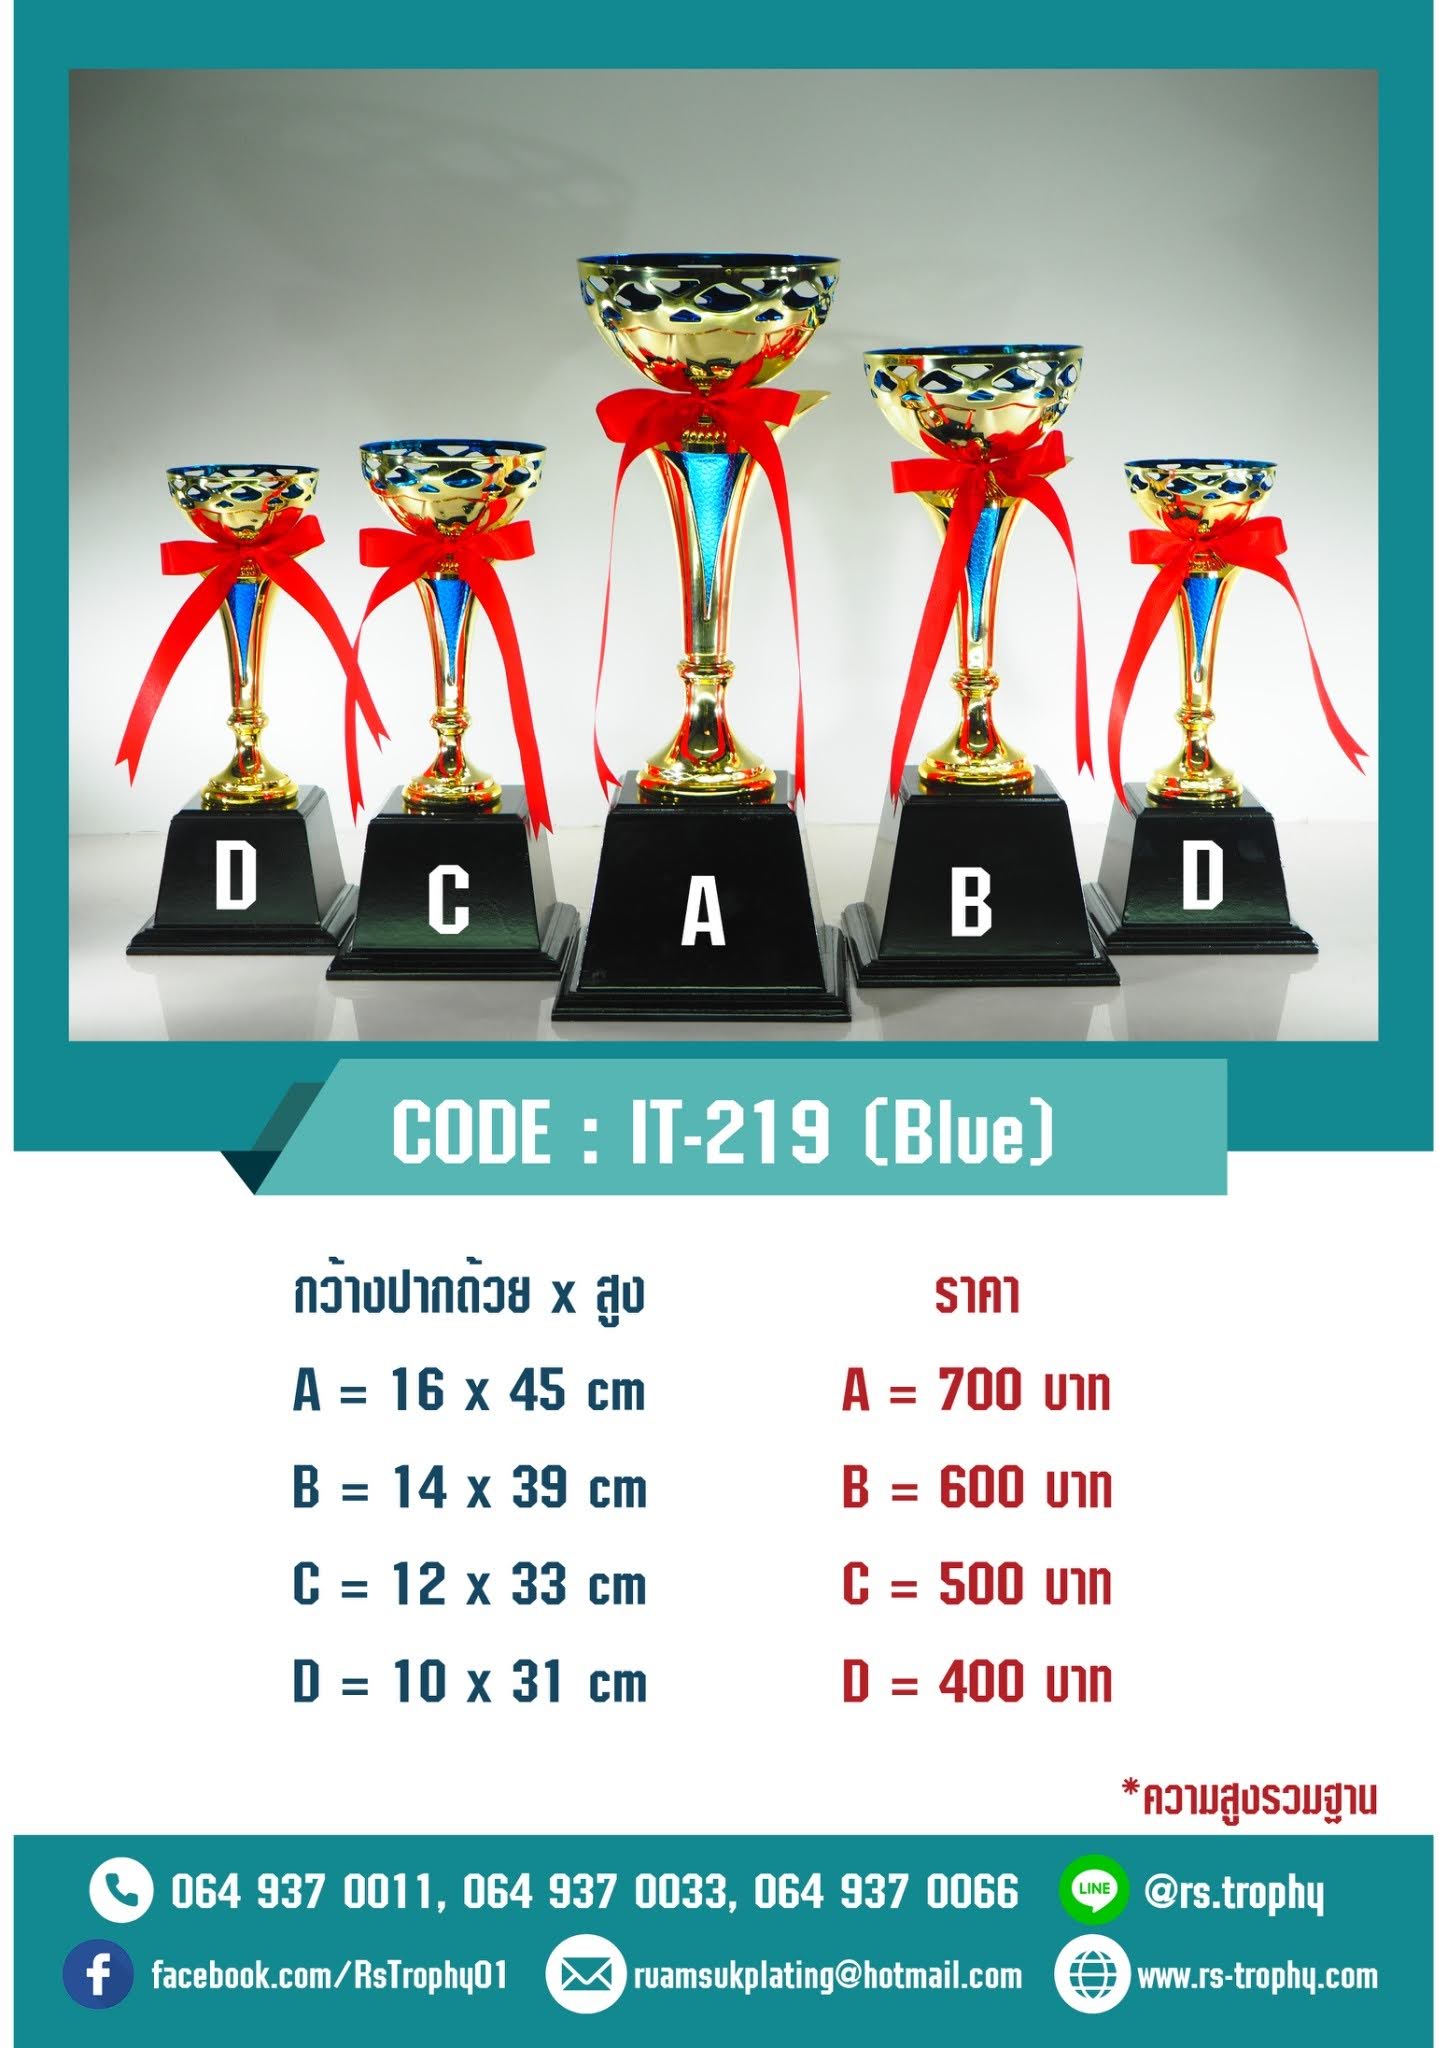 D
C
A
B
D
CODE : IT-219 (Blue)
กว้างปากถ้วย x สูง
ราคา
A = 16 x 45 cm
A = 700 บาท
B = 14 x 39 cm
B = 600 บาท
C = 12 x 33 cm
C = 500 บาท
D = 10 x 31 cm
D = 400 บาท
*ความสูงรวมฐาน
064 937 0011, 064 937 0033, 064 937 0066
LINE
@rs.trophy
f
facebook.com/RsTrophy01
ruamsukplating@hotmail.com
www.rs-trophy.com